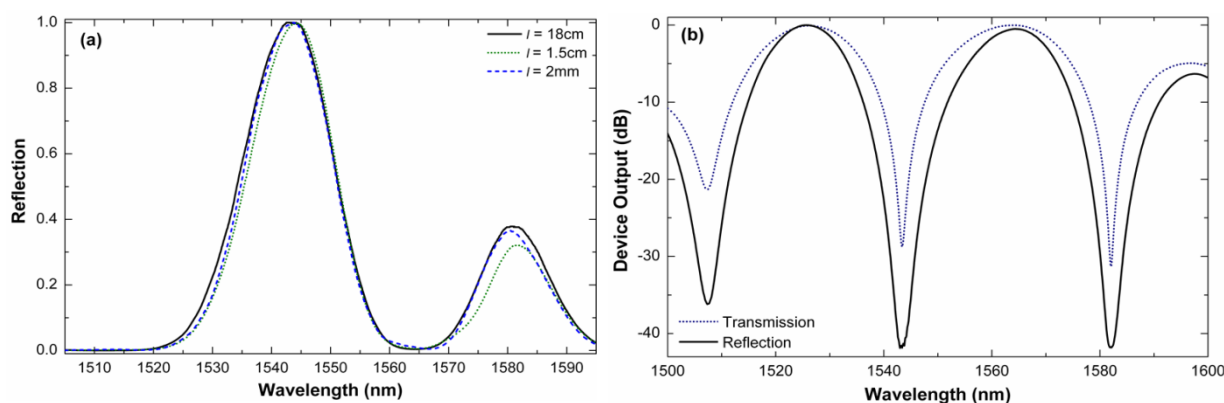 (a)
l = 18cm
l = 1.5cm
l = 2mm
Reflection
1.0
0.8
0.6
0.4
0.2
0.0
1510 1520 1530 1540 1550 1560 1570 1580 1590
Wavelength (nm)
(b)
Device Output (dB)
0
-10
-20
-30
-40
Transmission
Reflection
1500 1520 1540 1560 1580 1600
Wavelength (nm)